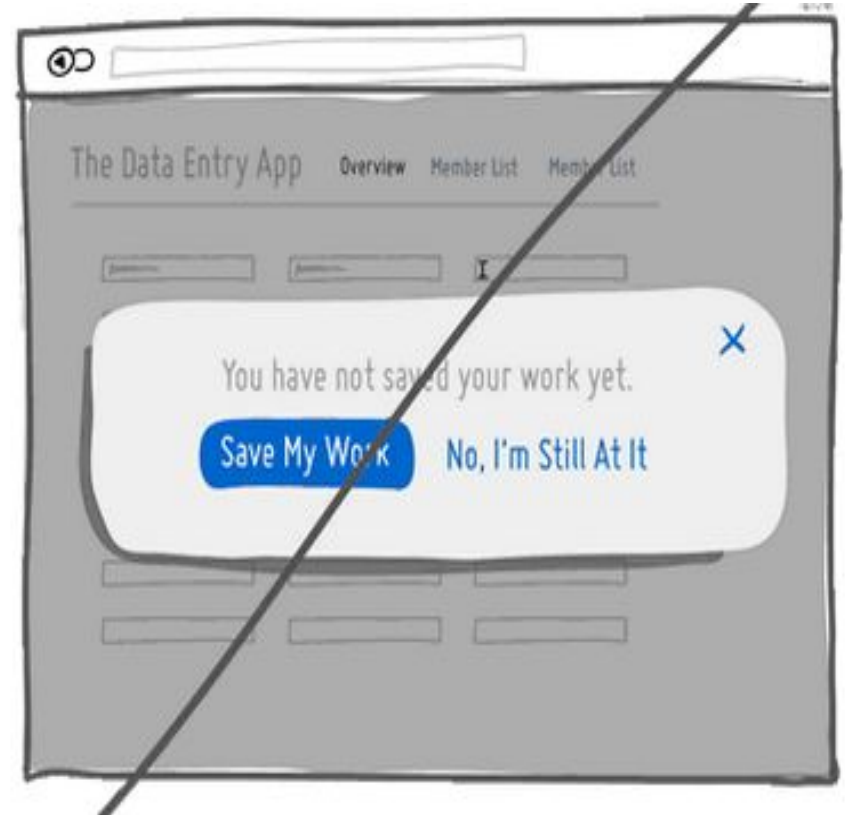 The Data Entry App Overview Member List Member List
You have not saved your work yet.
Save My Work No, I'm Still At It